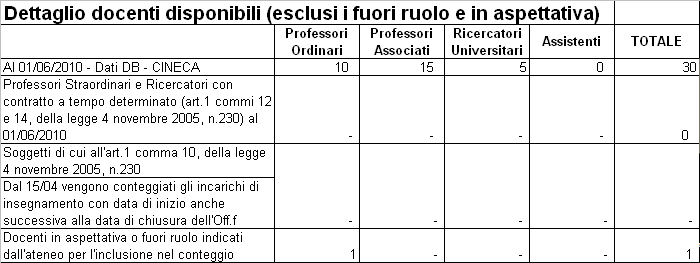 Dettaglio docenti disponibili (esclusi i fuori ruolo e in aspettativa)
Professori Ordinari Professori Associati Ricercatori Universitari Assistenti TOTALE
Al 01/06/2010 - Dati DB - CINECA 10 15 5 0 30
Professori Straordinari e Ricercatori con
contratto a tempo determinato (art.1 commi 12
e 14, della legge 4 novembre 2005, n.230) al
01/06/2010 - - - - 0
Soggetti di cui all'art.1 comma 10, della legge
4 novembre 2005, n.230
Dal 15/04 vengono conteggiati gli incarichi di
insegnamento con data di inizio anche
successiva alla data di chiusura dell'Off.f - - - - -
Docenti in aspettativa o fuori ruolo indicati
dall'ateneo per l'inclusione nel conteggio 1 - - - 1